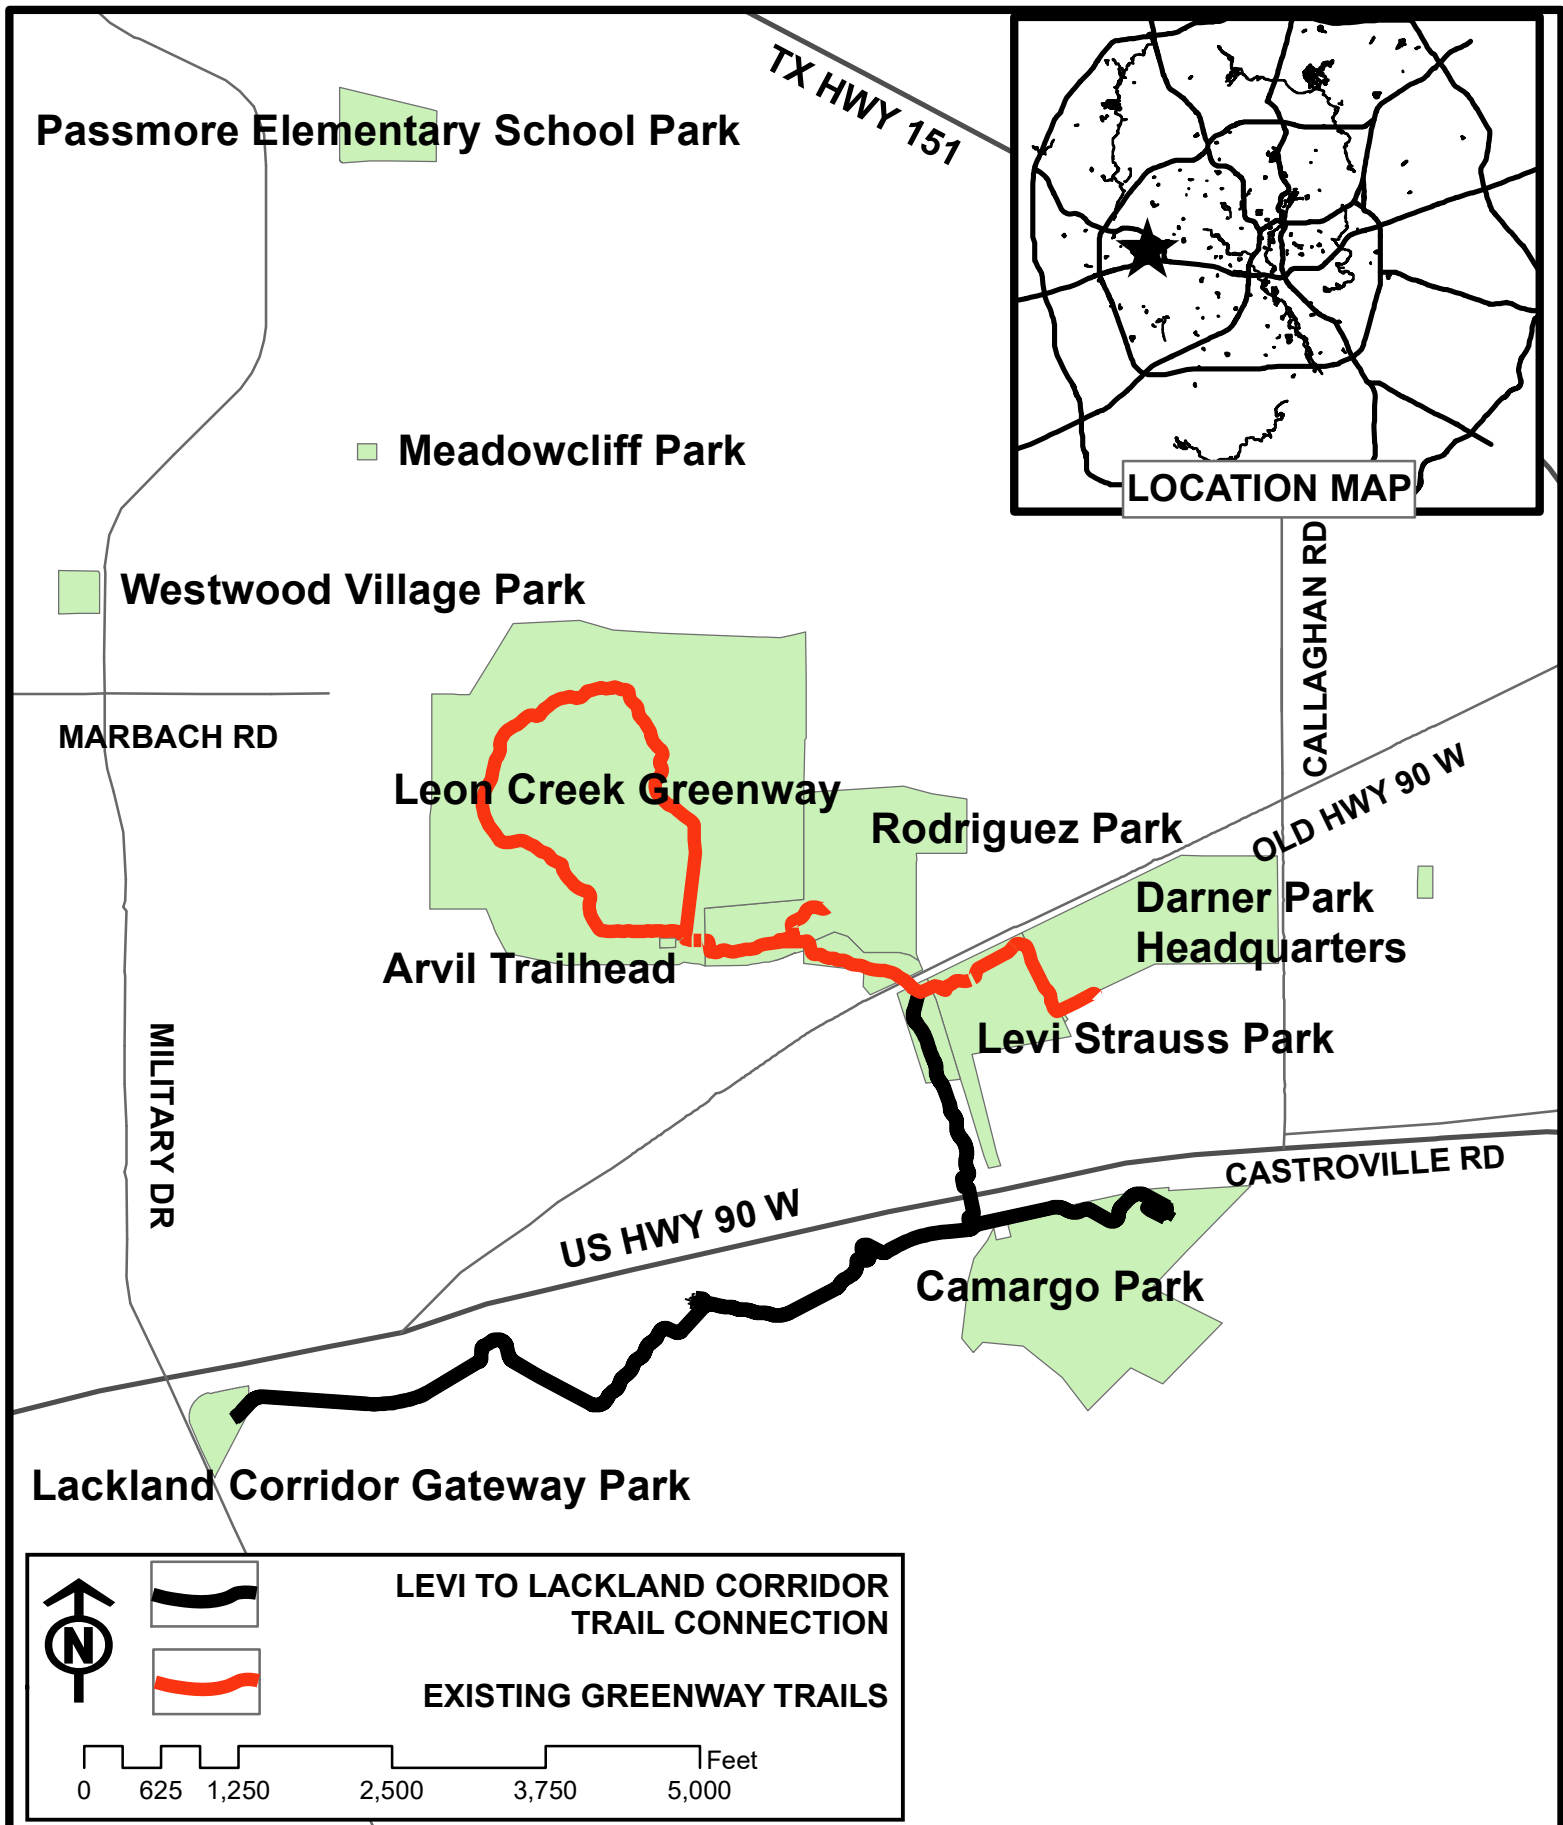 TX HWY 151
Passmore Elementary School Park
LOCATION MAP
Meadowcliff Park
Westwood Village Park
CALLAGHAN RD
MARBACH RD
OLD HWY 90 W
Leon Creek Greenway
Rodriguez Park
Darner Park
Headquarters
Arvil Trailhead
Levi Strauss Park
MILITARY DR
CASTROVILLE RD
US HWY 90 W
Camargo Park
Lackland Corridor Gateway Park
N
LEVI TO LACKLAND CORRIDOR
TRAIL CONNECTION
EXISTING GREENWAY TRAILS
Feet
0 625 1,250 2,500 3,750 5,000